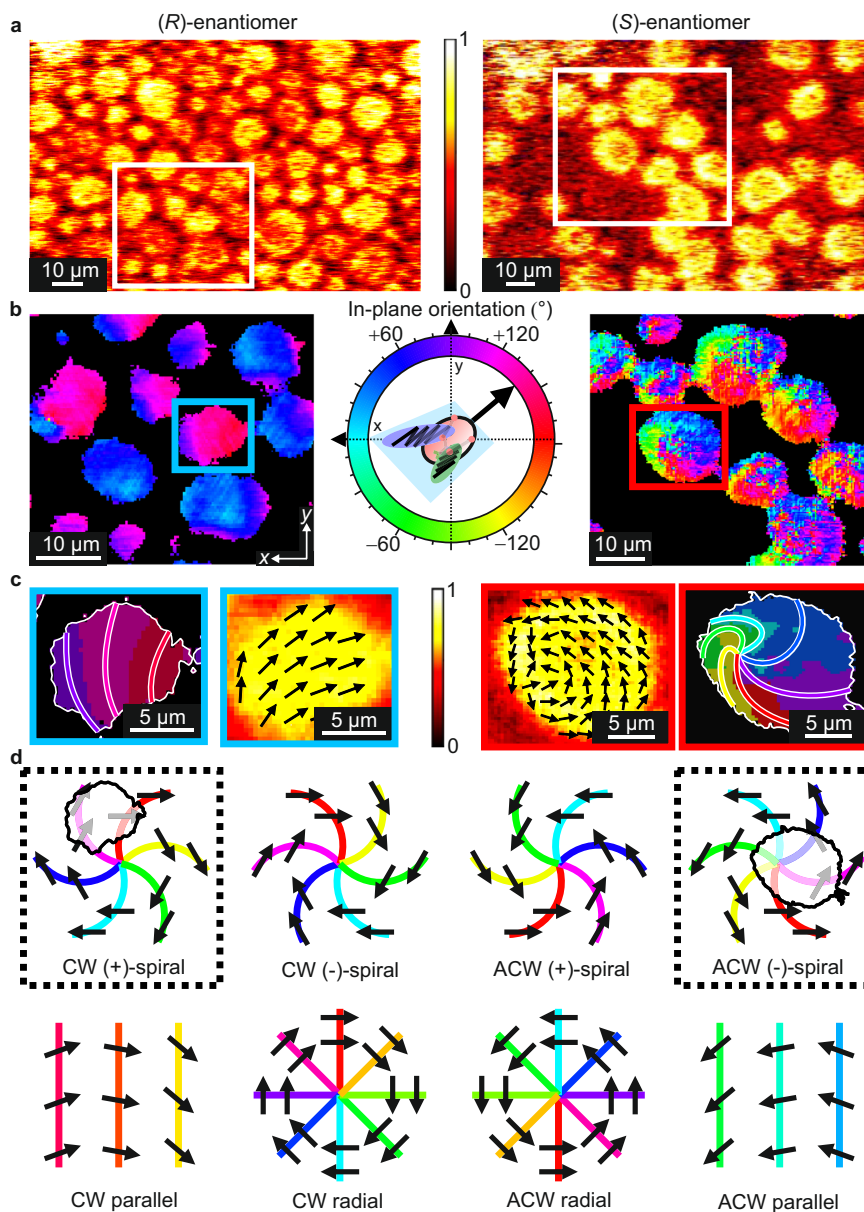 (R)-enantiomer
(S)-enantiomer
a
1
0
10 µm
10 µm
b
In-plane orientation (°)
+60
+120
y
x
−60
−120
10 µm
y
x
10 µm
c
5 µm
5 µm
1
0
5 µm
5 µm
d
CW (+)-spiral
CW (-)-spiral
ACW (+)-spiral
ACW (-)-spiral
CW parallel
CW radial
ACW radial
ACW parallel